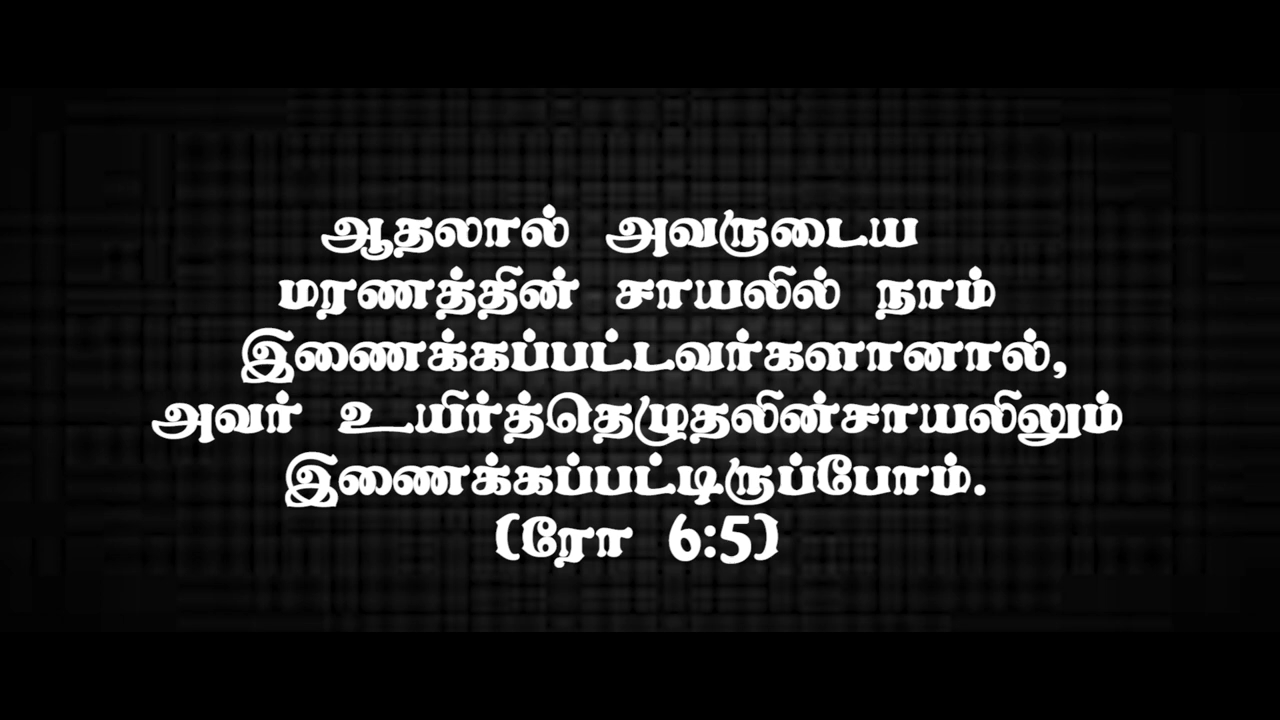 ஆதலால் அவருடைய
மரணத்தின் சாயலில் நாம்
இணைக்கப்பட்டவர்களானால்,
அவர் உயிர்த்தெழுதலின்சாயலிலும்
இணைக்கப்பட்டிருப்போம்.
(ரோ 6:5)